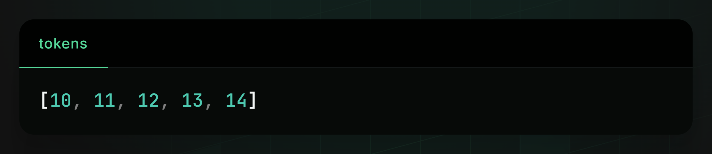 tokens
[10, 11, 12, 13, 14]